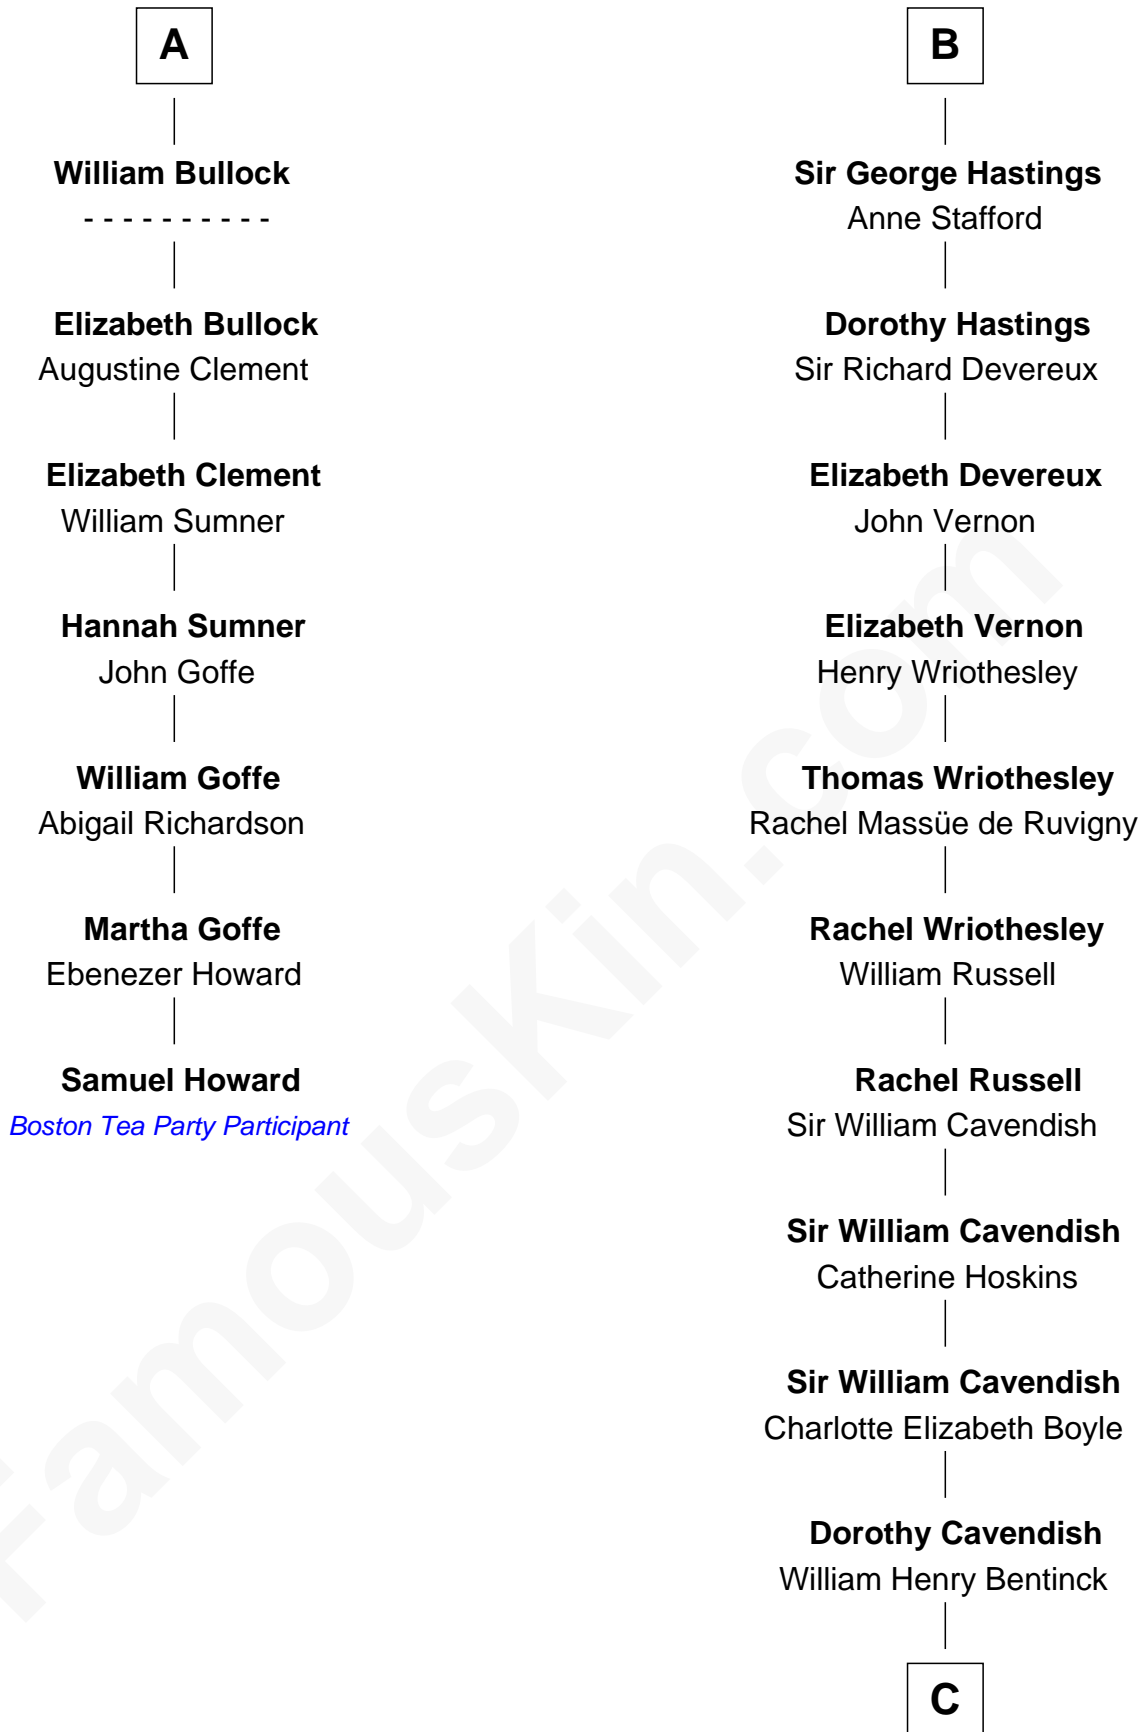 A
William Bullock
- - - - - - - - - -
Elizabeth Bullock
Augustine Clement
Elizabeth Clement
William Sumner
Hannah Sumner
John Goffe
William Goffe
Abigail Richardson
Martha Goffe
Ebenezer Howard
Samuel Howard
Boston Tea Party Participant
B
Sir George Hastings
Anne Stafford
Dorothy Hastings
Sir Richard Devereux
Elizabeth Devereux
John Vernon
Elizabeth Vernon
Henry Wriothesley
Thomas Wriothesley
Rachel Massüe de Ruvigny
Rachel Wriothesley
William Russell
Rachel Russell
Sir William Cavendish
Sir William Cavendish
Catherine Hoskins
Sir William Cavendish
Charlotte Elizabeth Boyle
Dorothy Cavendish
William Henry Bentinck
C
FamousKin.com